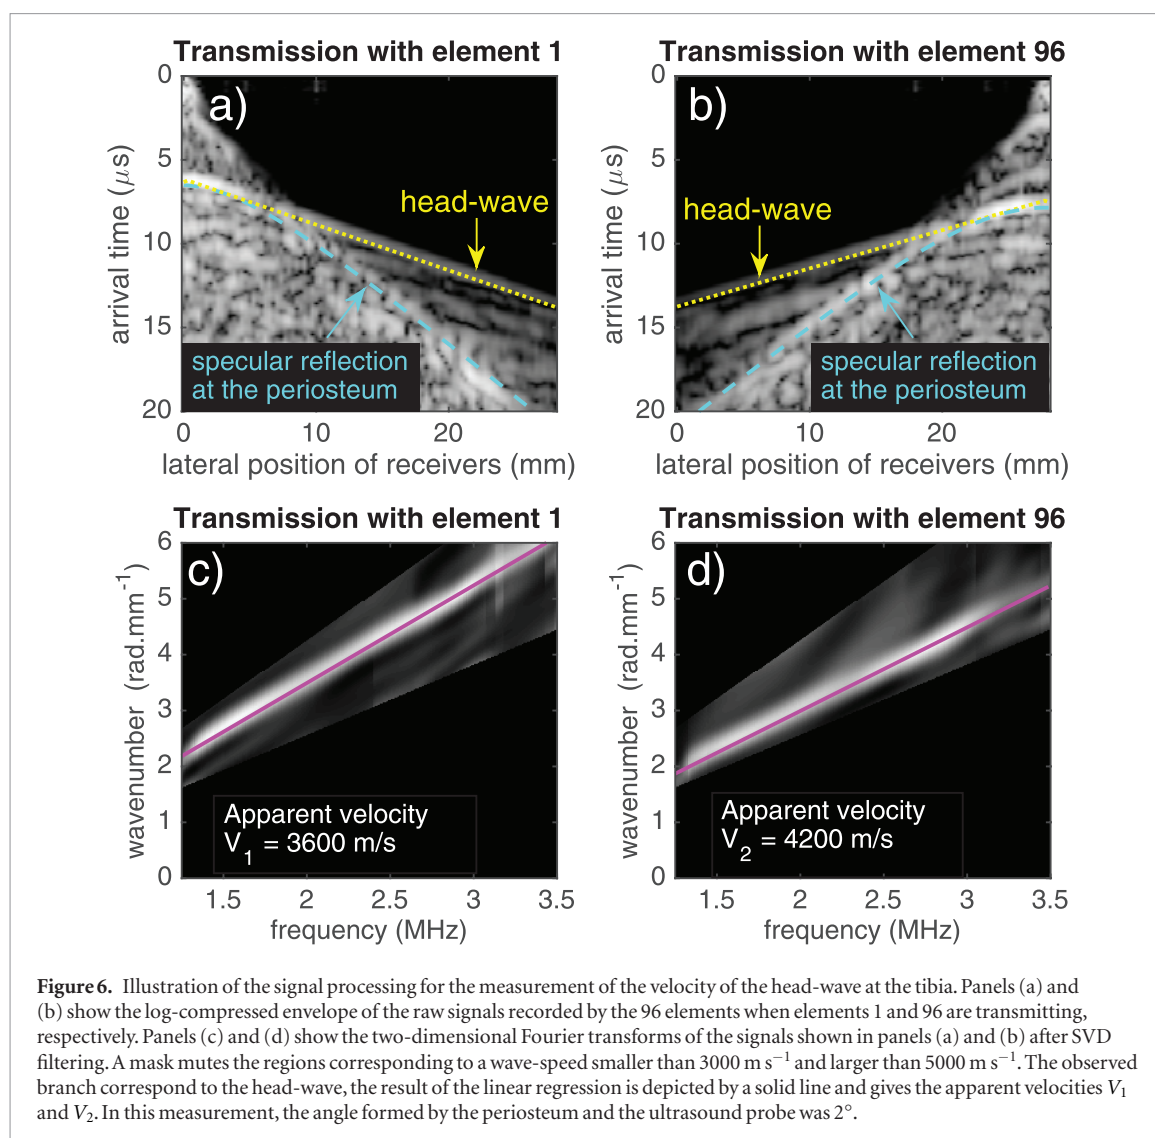 Transmission with element 1
Transmission with element 96
a)
b)
0
5
10
15
20
0
5
10
15
20
arrival time (μs)
arrival time (μs)
head-wave
head-wave
specular reflection
at the periosteum
specular reflection
at the periosteum
0 10 20
0 10 20
lateral position of receivers (mm)
lateral position of receivers (mm)
Transmission with element 1
Transmission with element 96
c)
d)
6
5
4
3
2
1
0
6
5
4
3
2
1
0
wavenumber (rad.mm-1)
wavenumber (rad.mm-1)
Apparent velocity
V1 = 3600 m/s
Apparent velocity
V2 = 4200 m/s
1.5 2 2.5 3 3.5
1.5 2 2.5 3 3.5
frequency (MHz)
frequency (MHz)
Figure 6. Illustration of the signal processing for the measurement of the velocity of the head-wave at the tibia. Panels (a) and
(b) show the log-compressed envelope of the raw signals recorded by the 96 elements when elements 1 and 96 are transmitting,
respectively. Panels (c) and (d) show the two-dimensional Fourier transforms of the signals shown in panels (a) and (b) after SVD
filtering. A mask mutes the regions corresponding to a wave-speed smaller than 3000 m s−1 and larger than 5000 m s−1. The observed
branch correspond to the head-wave, the result of the linear regression is depicted by a solid line and gives the apparent velocities V1
and V2. In this measurement, the angle formed by the periosteum and the ultrasound probe was 2°.